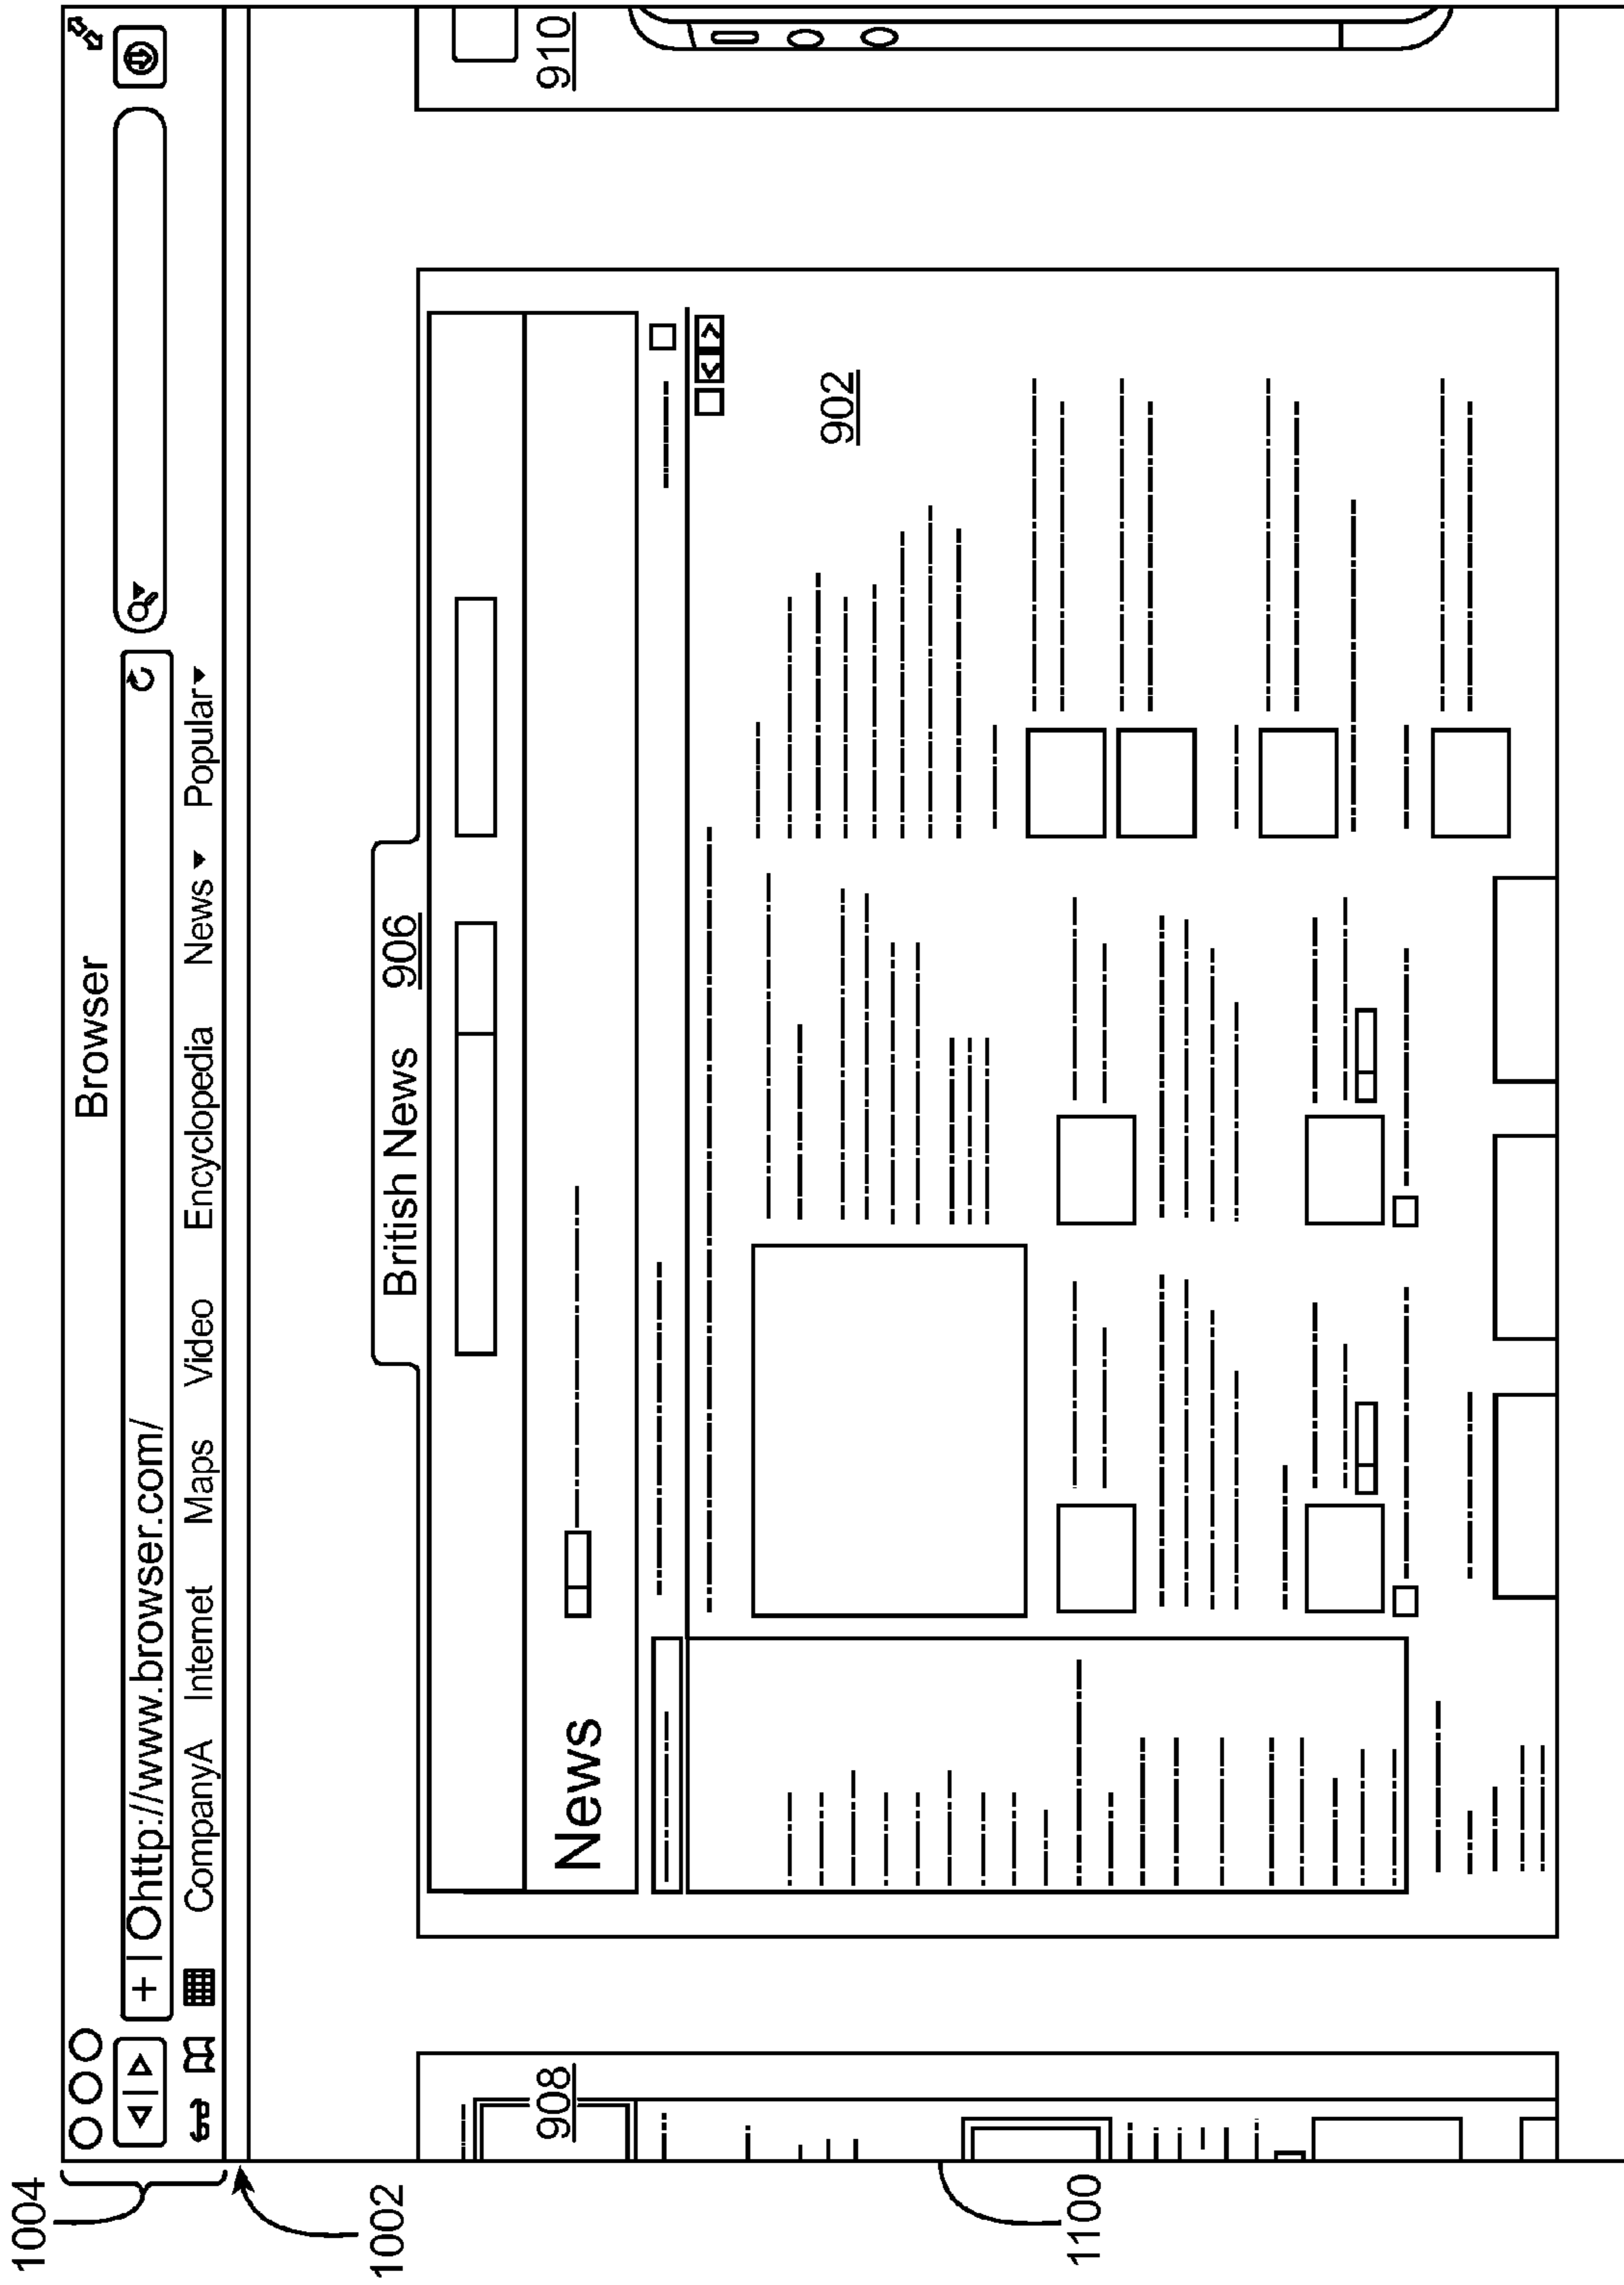 1004
Browser
+ | http://www.browser.com/
CompanyA Internet Maps Video Encyclopedia News Popular
1002
British News 906
908
910
News
902
1100